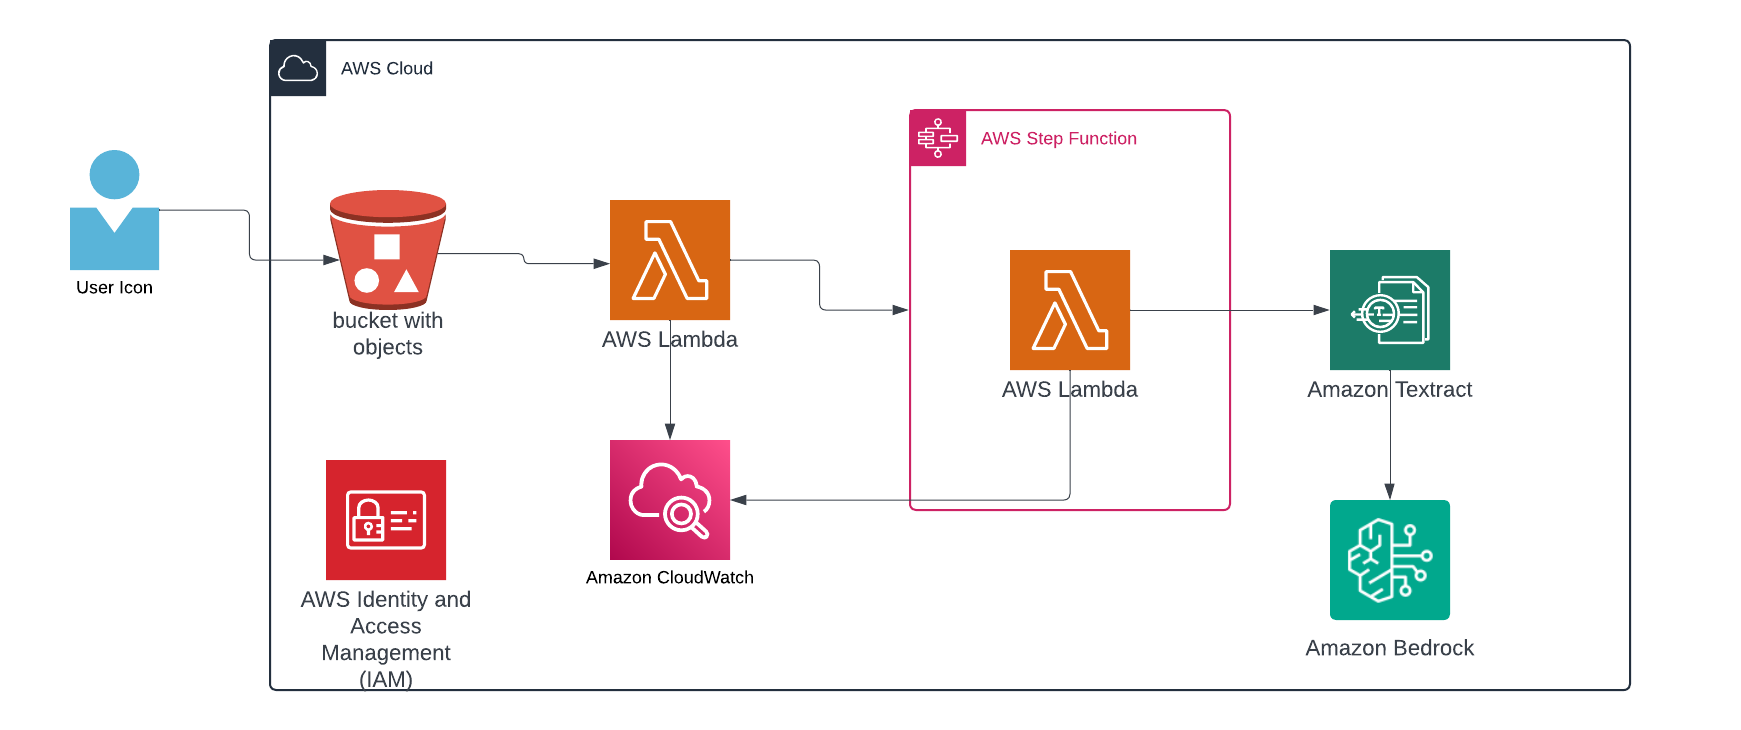 AWS Cloud
AWS Step Function
User Icon
bucket with
objects
AWS Lambda
AWS Lambda
Amazon Textract
Amazon CloudWatch
AWS Identity and
Access
Management
(IAM)
Amazon Bedrock